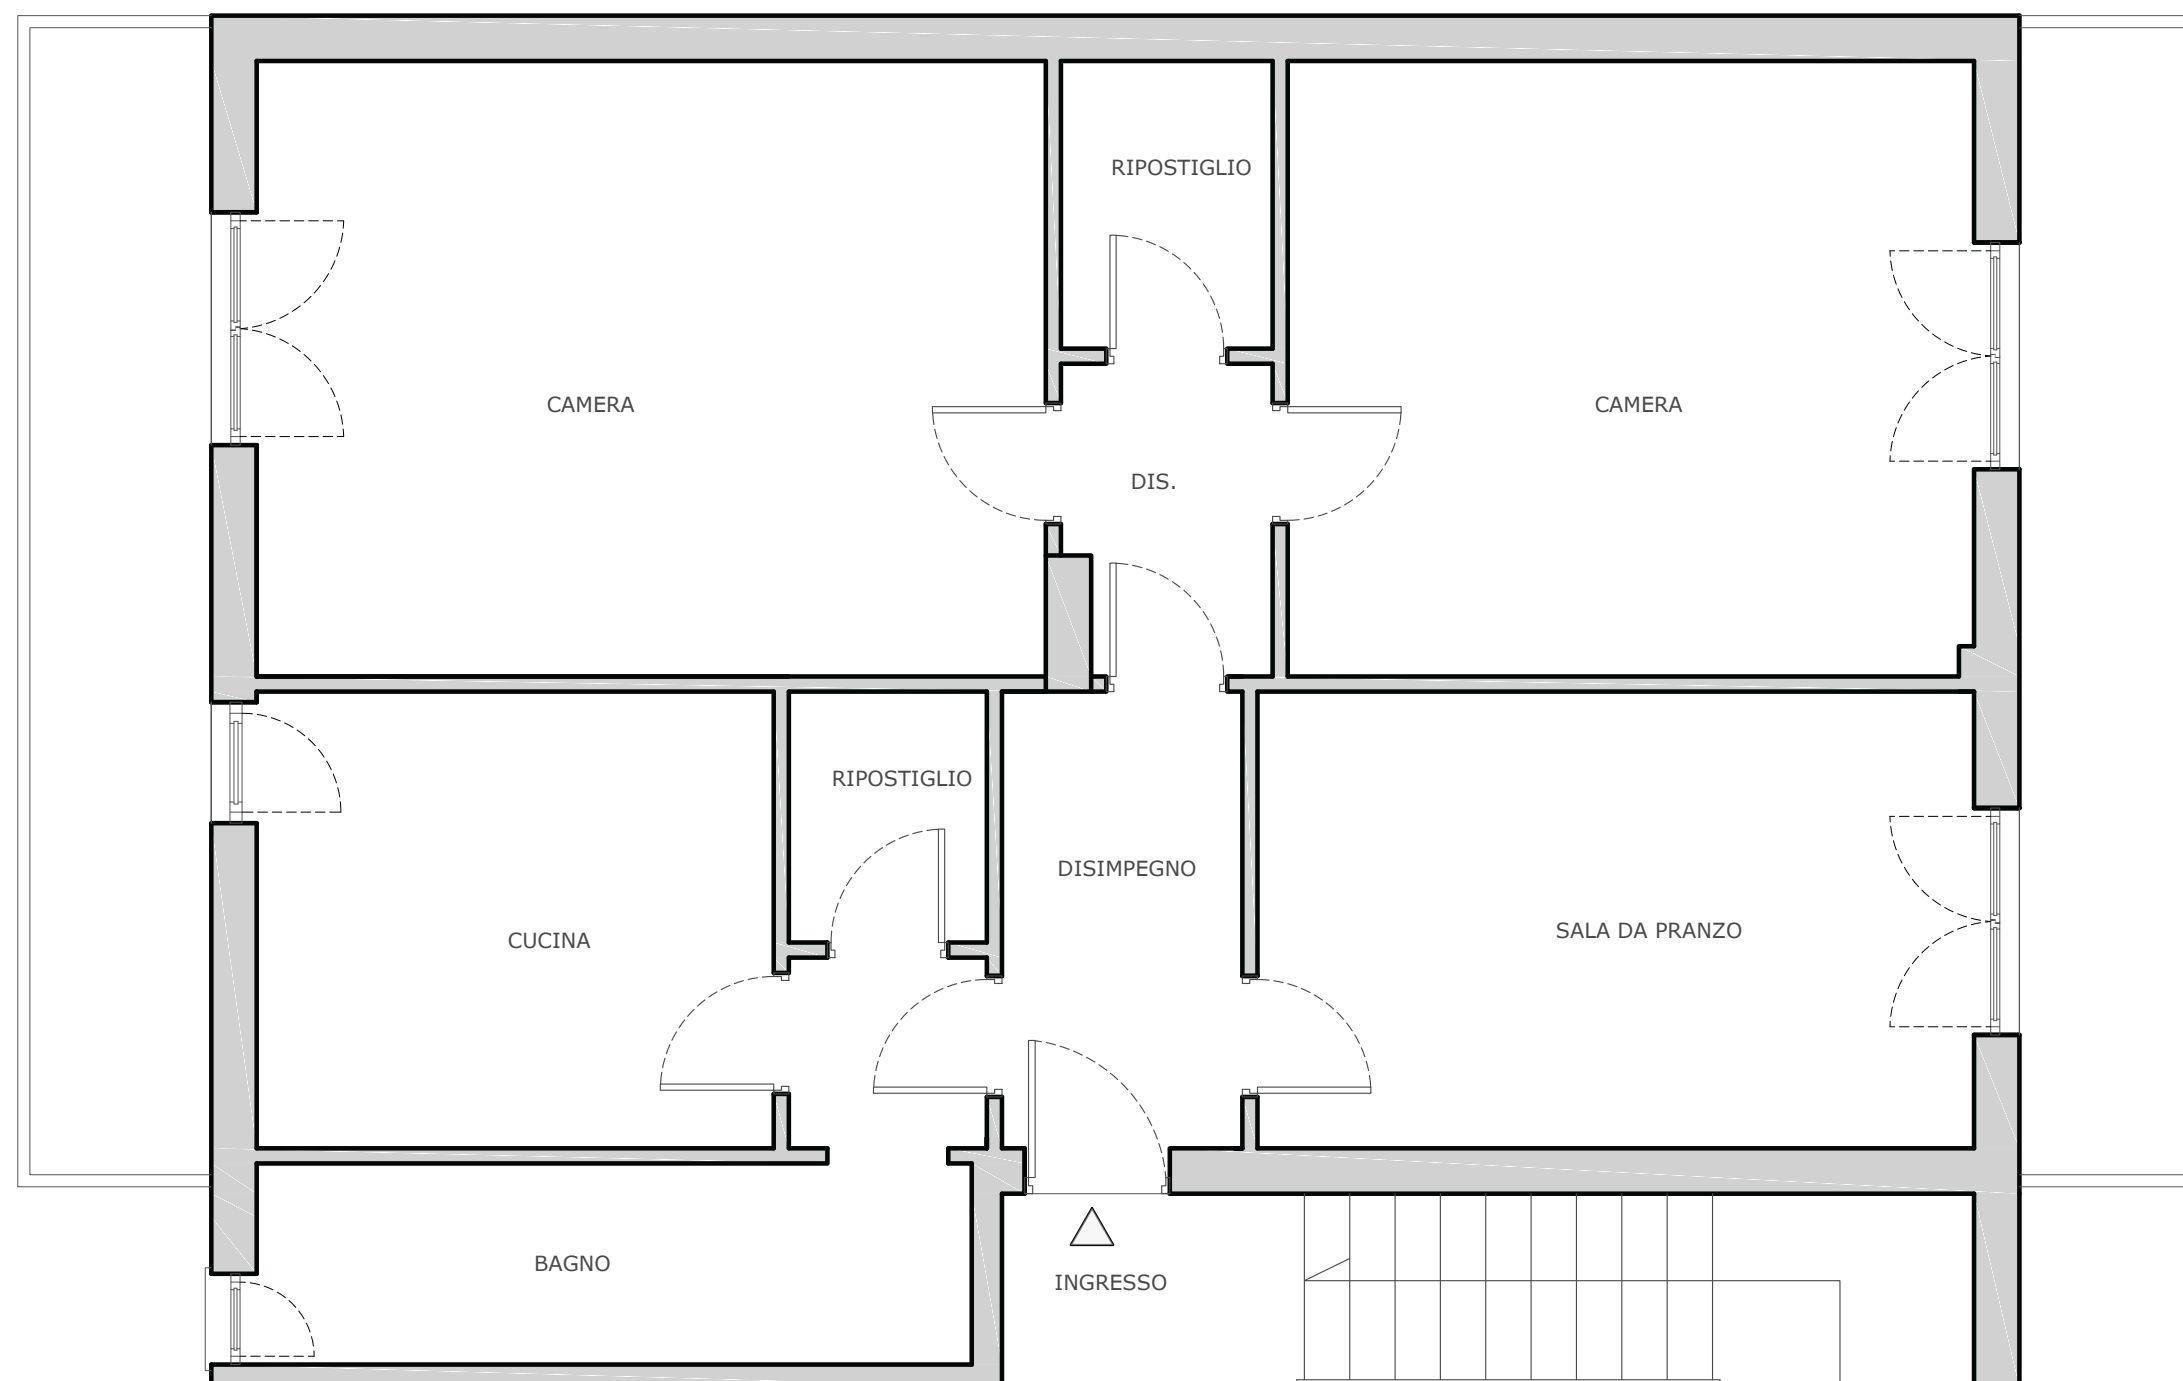 RIPOSTIGLIO
CAMERA
CAMERA
DIS.
RIPOSTIGLIO
DISIMPEGNO
CUCINA
SALA DA PRANZO
BAGNO
INGRESSO